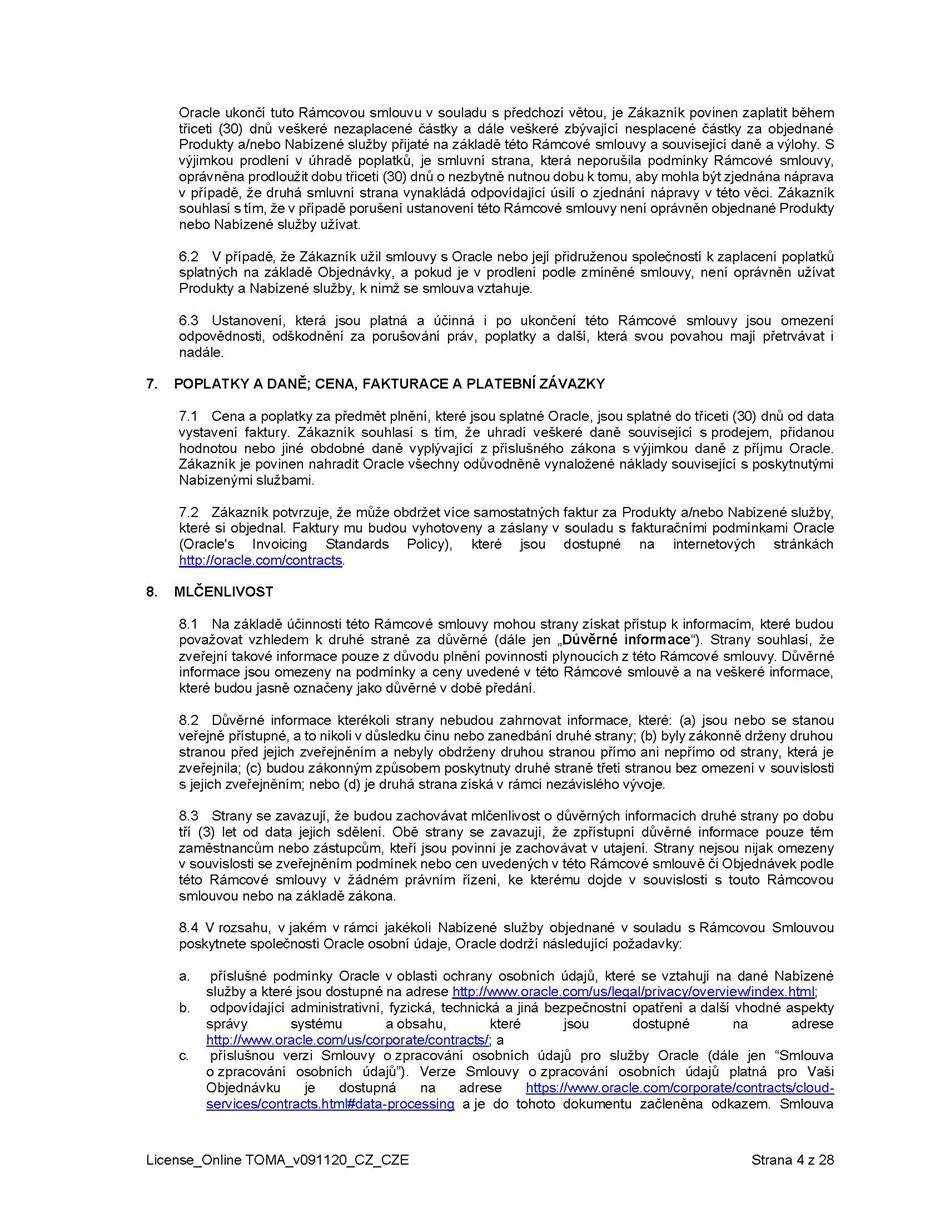 Oracle ukončí tuto Rámcovou smlouvu v souladu s předchozí větou, je Zákazník povinen zaplatit během
třiceti (30) dnů veškeré nezaplacené částky a dále veškeré zbývající nesplacené částky za objednané
Produkty a/nebo Nabízené služby přijaté na základě této Rámcové smlouvy a související daně a výlohy. S
výjimkou prodlení v úhradě poplatků, je smluvní strana, která neporušila podmínky Rámcové smlouvy,
oprávněna prodloužit dobu třiceti (30) dnů o nezbytně nutnou dobu k tomu, aby mohla být zjednána náprava
v případě, že druhá smluvní strana vynakládá odpovídající úsilí o zjednání nápravy v této věci. Zákazník
souhlasí s tím, že v případě porušení ustanovení této Rámcové smlouvy není oprávněn objednané Produkty
nebo Nabízené služby užívat.
6.2 V případě, že Zákazník užil smlouvy s Oracle nebo její přidruženou společností k zaplacení poplatků
splatných na základě Objednávky, a pokud je v prodlení podle zmíněné smlouvy, není oprávněn užívat
Produkty a Nabízené služby, k nimž se smlouva vztahuje.
6.3 Ustanovení, která jsou platná a účinná i po ukončení této Rámcové smlouvy jsou omezení
odpovědnosti, odškodnění za porušování práv, poplatky a další, která svou povahou mají přetrvávat i
nadále.
7. POPLATKY A DANĚ; CENA, FAKTURACE A PLATEBNÍ ZÁVAZKY
7.1 Cena a poplatky za předmět plnění, které jsou splatné Oracle, jsou splatné do třiceti (30) dnů od data
vystavení faktury. Zákazník souhlasí s tím, že uhradí veškeré daně související s prodejem, přidanou
hodnotou nebo jiné obdobné daně vyplývající z příslušného zákona s výjimkou daně z příjmu Oracle.
Zákazník je povinen nahradit Oracle všechny odůvodněně vynaložené náklady související s poskytnutými
Nabízenými službami.
7.2 Zákazník potvrzuje, že může obdržet více samostatných faktur za Produkty a/nebo Nabízené služby,
které si objednal. Faktury mu budou vyhotoveny a zaslány v souladu s fakturačními podmínkami Oracle
(Oracle's Invoicing Standards Policy), které jsou dostupné na internetových stránkách
http://oracle.com/contracts.
8. MLČENLIVOST
8.1 Na základě účinnosti této Rámcové smlouvy mohou strany získat přístup k informacím, které budou
považovat vzhledem k druhé straně za důvěrné (dále jen „Důvěrné informace“). Strany souhlasí, že
zveřejní takové informace pouze z důvodu plnění povinností plynoucích z této Rámcové smlouvy. Důvěrné
informace jsou omezeny na podmínky a ceny uvedené v této Rámcové smlouvě a na veškeré informace,
které budou jasně označeny jako důvěrné v době předání.
8.2 Důvěrné informace kterékoli strany nebudou zahrnovat informace, které: (a) jsou nebo se stanou
veřejně přístupné, a to nikoli v důsledku činu nebo zanedbání druhé strany; (b) byly zákonně drženy druhou
stranou před jejich zveřejněním a nebyly obdrženy druhou stranou přímo ani nepřímo od strany, která je
zveřejnila; (c) budou zákonným způsobem poskytnuty druhé straně třetí stranou bez omezení v souvislosti
s jejich zveřejněním; nebo (d) je druhá strana získá v rámci nezávislého vývoje.
8.3 Strany se zavazují, že budou zachovávat mlčenlivost o důvěrných informacích druhé strany po dobu
tří (3) let od data jejich sdělení. Obě strany se zavazují, že zpřístupní důvěrné informace pouze těm
zaměstnancům nebo zástupcům, kteří jsou povinni je zachovávat v utajení. Strany nejsou nijak omezeny
v souvislosti se zveřejněním podmínek nebo cen uvedených v této Rámcové smlouvě či Objednávek podle
této Rámcové smlouvy v žádném právním řízení, ke kterému dojde v souvislosti s touto Rámcovou
smlouvou nebo na základě zákona.
8.4 V rozsahu, v jakém v rámci jakékoli Nabízené služby objednané v souladu s Rámcovou Smlouvou
poskytnete společnosti Oracle osobní údaje, Oracle dodrží následující požadavky:
a. příslušné podmínky Oracle v oblasti ochrany osobních údajů, které se vztahují na dané Nabízené
služby a které jsou dostupné na adrese http://www.oracle.com/us/legal/privacy/overview/index.html;
b. odpovídající administrativní, fyzická, technická a jiná bezpečnostní opatření a další vhodné aspekty
správy systému a obsahu, které jsou dostupné na adrese
http://www.oracle.com/us/corporate/contracts/; a
c. příslušnou verzi Smlouvy o zpracování osobních údajů pro služby Oracle (dále jen “Smlouva
o zpracování osobních údajů”). Verze Smlouvy o zpracování osobních údajů platná pro Vaši
Objednávku je dostupná na adrese https://www.oracle.com/corporate/contracts/cloud-
services/contracts.html#data-processing a je do tohoto dokumentu začleněna odkazem. Smlouva
License_Online TOMA_v091120_CZ_CZE Strana 4 z 28